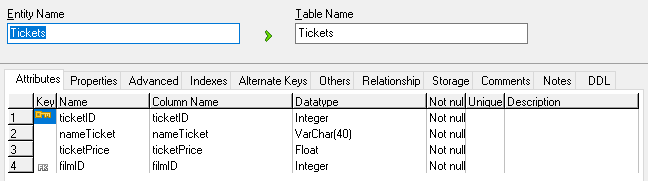 Entity Name Table Name
Tickets Tickets
Attributes Properties Advanced Indexes Alternate Keys Others Relationship Storage Comments Notes DDL
Key Name Column Name Datatype Not nul Unique Description
1 ticketID ticketID Integer Not null
2 nameTicket nameTicket VarChar(40) Not null
3 ticketPrice ticketPrice Float Not null
4 FK filmID filmID Integer Not null